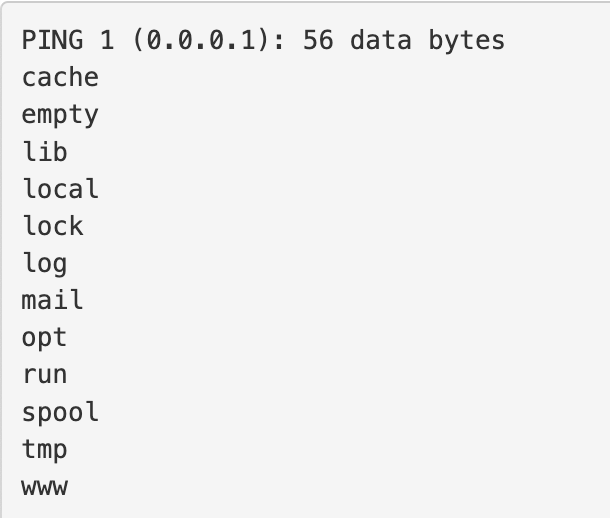 PING 1 (0.0.0.1): 56 data bytes
cache
empty
lib
local
lock
log
mail
opt
run
spool
tmp
www